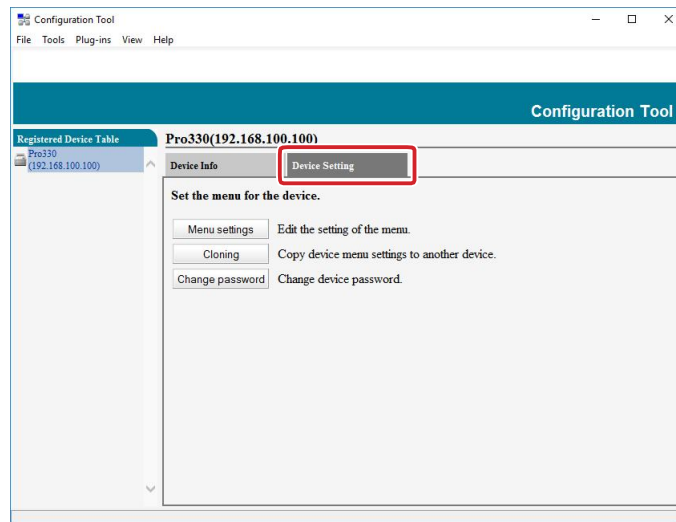 Configuration Tool
File Tools Plug-ins View Help
Configuration Tool
Registered Device Table
Pro330
(192.168.100.100)
Pro330(192.168.100.100)
Device Info
Device Setting
Set the menu for the device.
Menu settings Edit the setting of the menu.
Cloning Copy device menu settings to another device.
Change password Change device password.